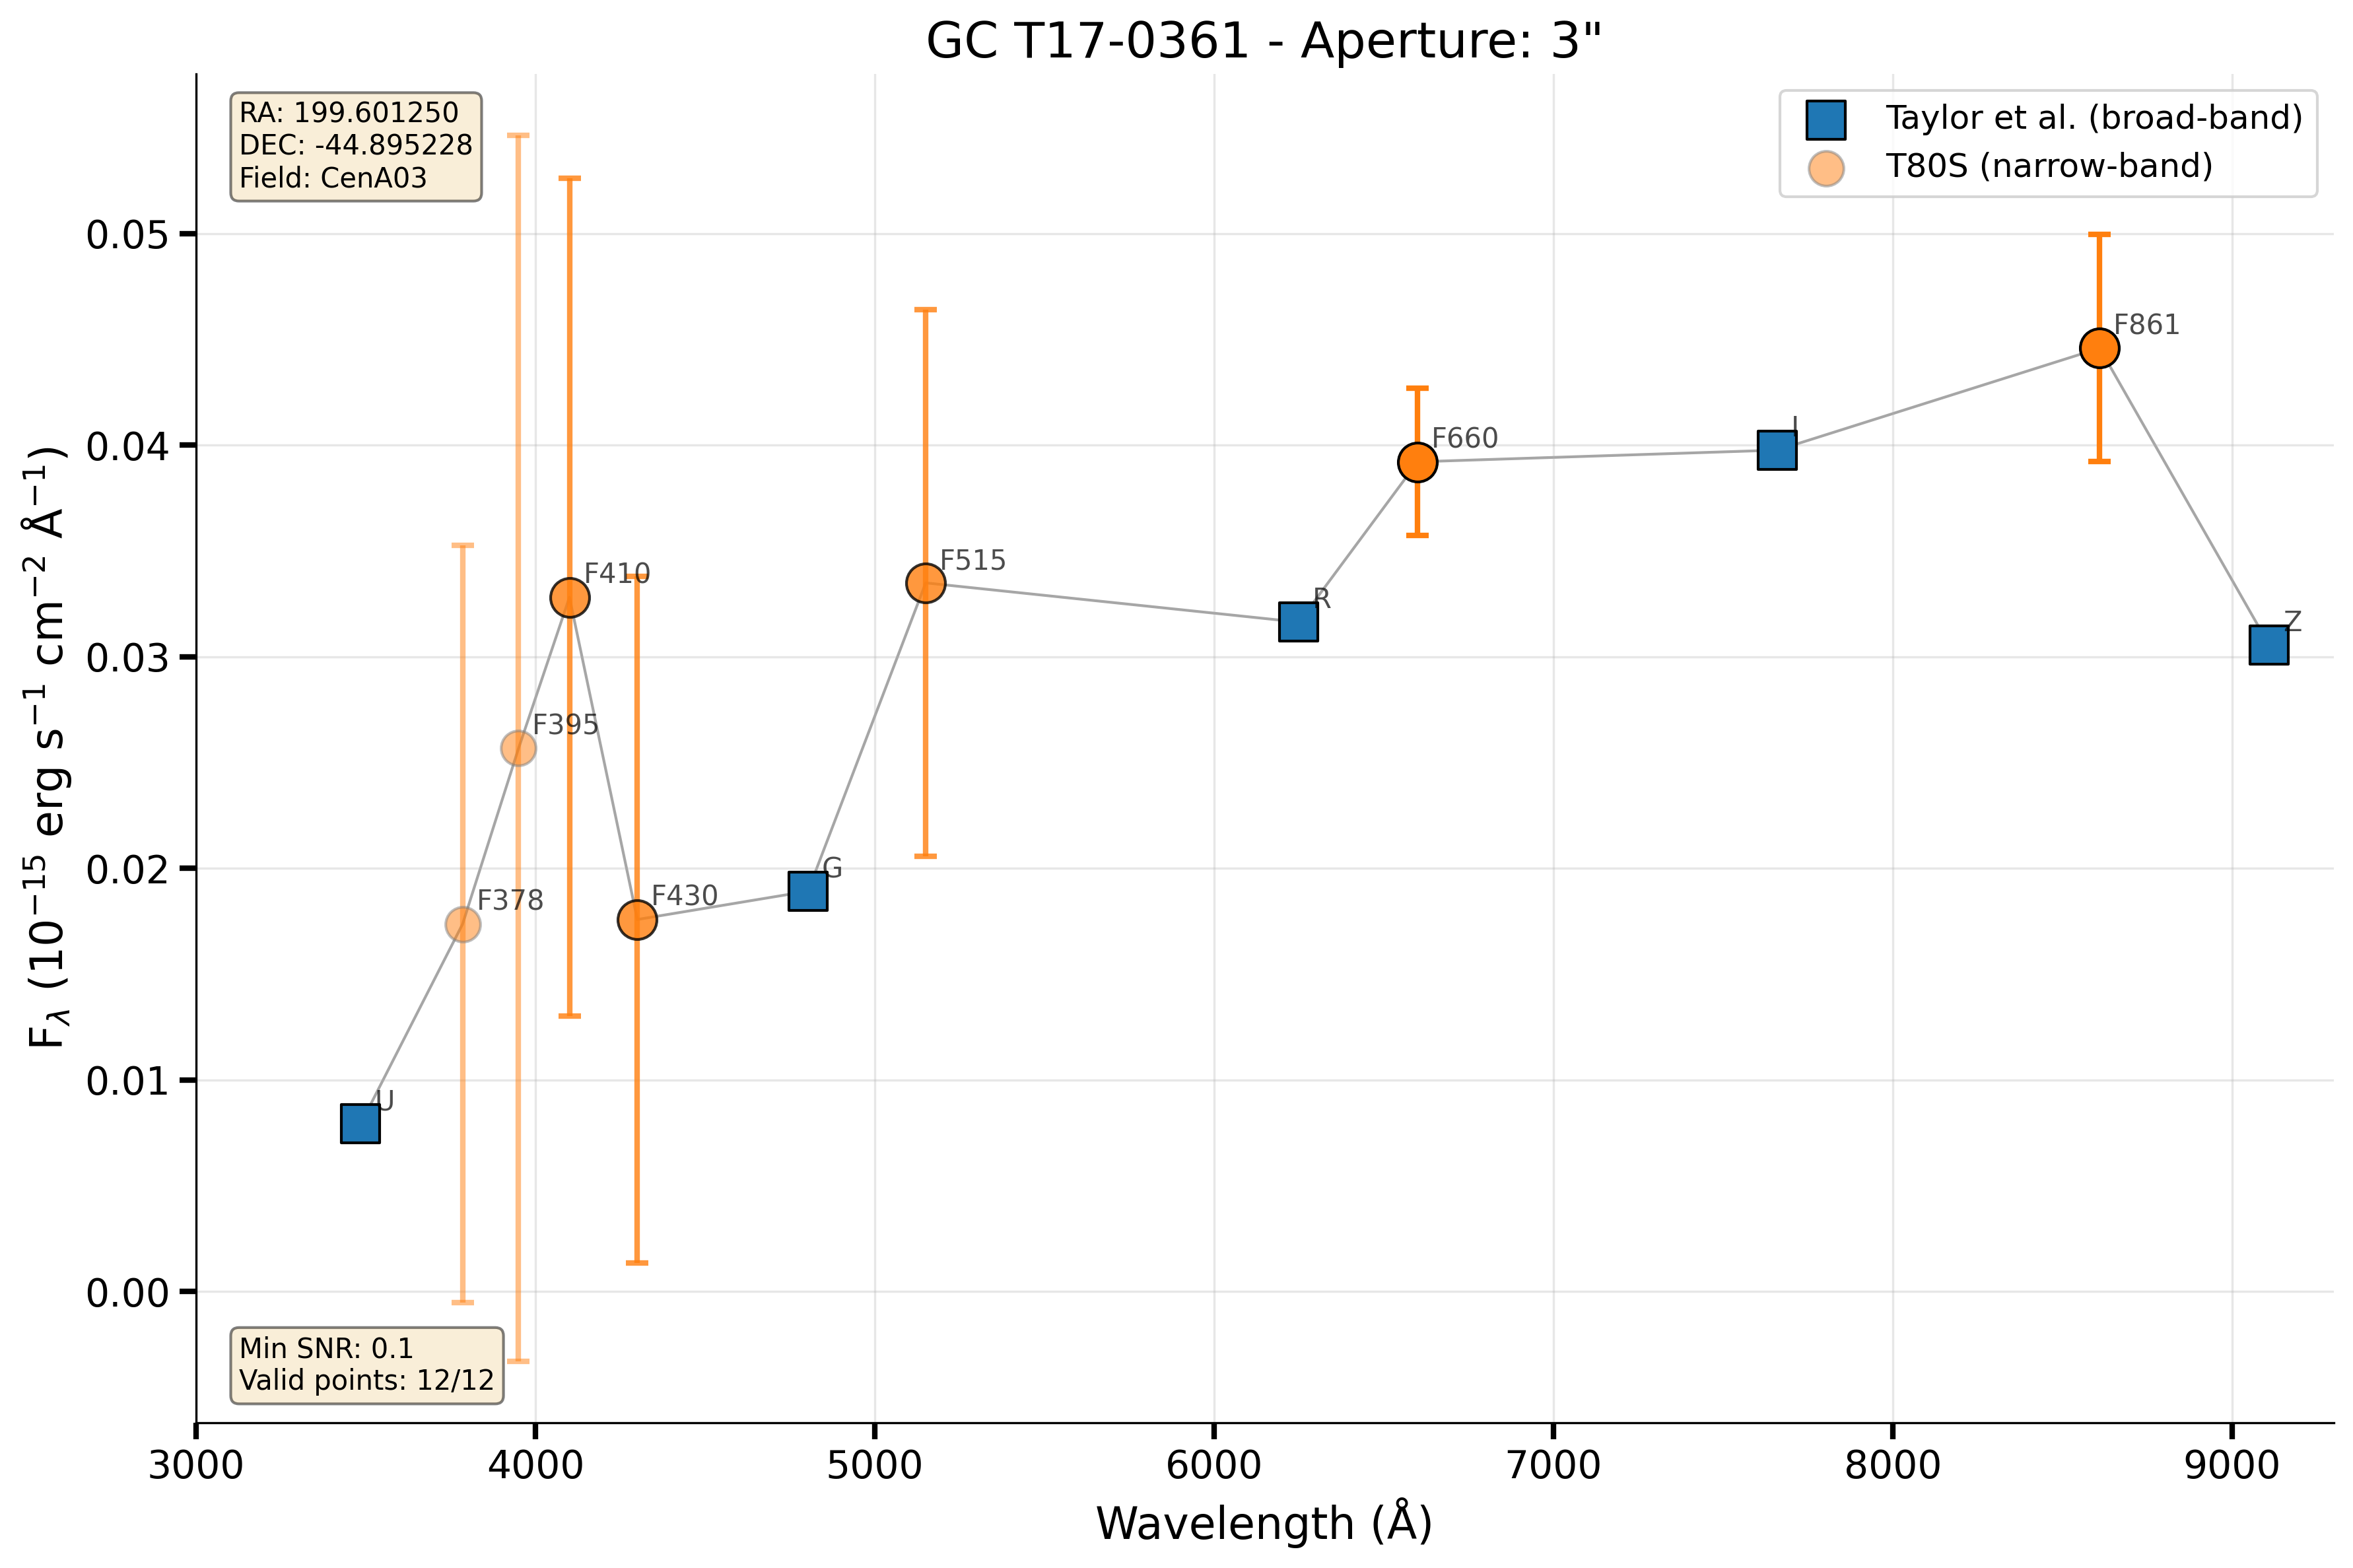 GC T17-0361 - Aperture: 3"
RA: 199.601250
DEC: -44.895228
Field: CenA03
Taylor et al. (broad-band)
T80S (narrow-band)
F861
F660
I
F515
F410
R
Z
F395
F430
G
F378
U
Min SNR: 0.1
Valid points: 12/12
0.05
0.04
0.03
0.02
0.01
0.00
F$_{\lambda}$ (10$^{-15}$ erg s$^{-1}$ cm$^{-2}$ Å$^{-1}$)
3000 4000 5000 6000 7000 8000 9000
Wavelength (Å)